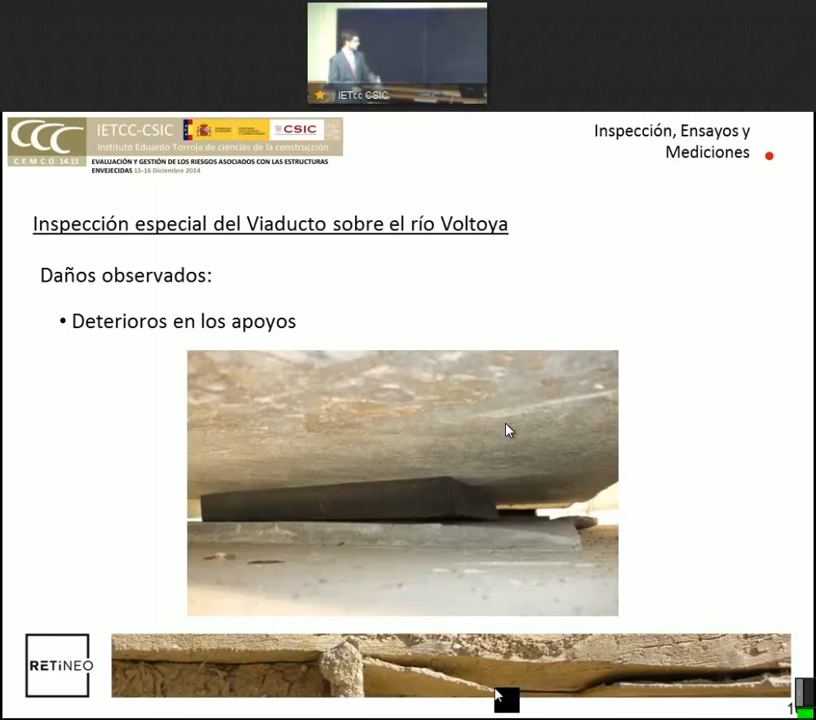 IETcc CSIC
CCC
CEMCO 14.15
IETCC-CSIC
CSIC
Instituto Eduardo Torroja de ciencias de la construcción
EVALUACIÓN Y GESTIÓN DE LOS RIESGOS ASOCIADOS CON LAS ESTRUCTURAS
ENVEJECIDAS 15-16 Diciembre 2014
Inspección, Ensayos y
Mediciones
Inspección especial del Viaducto sobre el río Voltoya
Daños observados:
• Deterioros en los apoyos
RETINEO